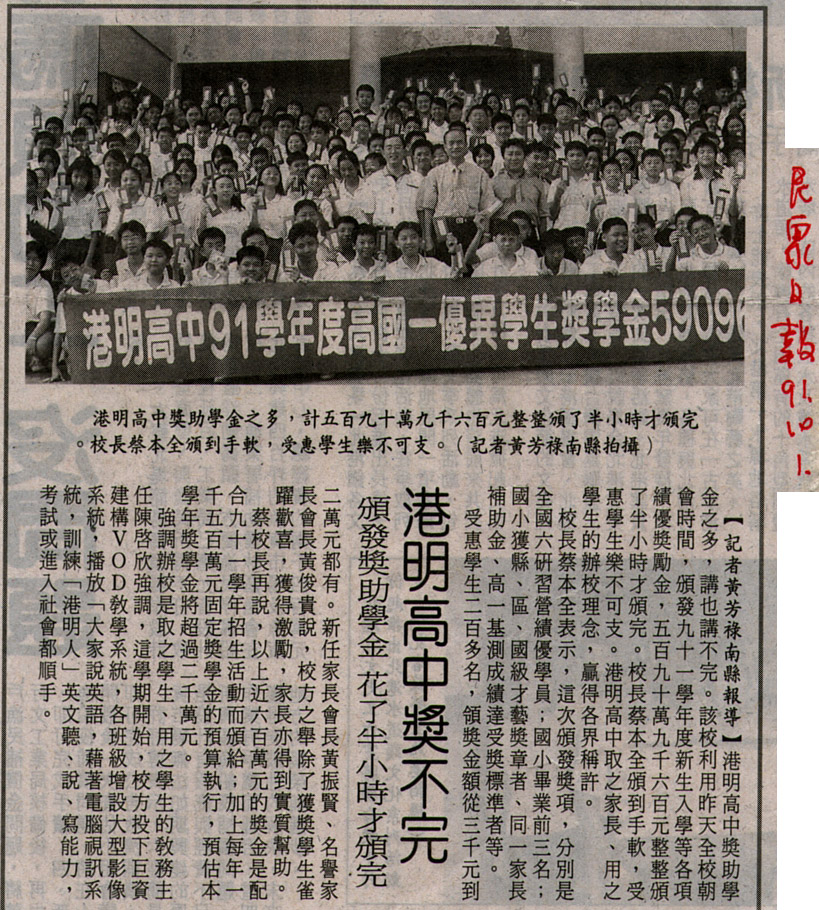 港明高中91學年度高國一優異學生獎學金59096
港明高中獎助學金之多，計五百九十萬九千六百元整整頒了半小時才頒完
。校長蔡本全頒到手軟，受惠學生樂不可支。（記者黃芳祿南縣拍攝）
民眾日報 91.10.1.
港明高中獎不完
頒發獎助學金 花了半小時才頒完
【記者黃芳祿南縣報導】港明高中獎助學
金之多，講也講不完。該校利用昨天全校朝
會時間，頒發九十一學年度新生入學等各項
績優獎勵金，五百九十萬九千六百元整整頒
了半小時才頒完。校長蔡本全頒到手軟，受
惠學生樂不可支。港明高中取之家長、用之
學生的辦校理念，贏得各界稱許。
校長蔡本全表示，這次頒發獎項，分別是
全國六研習營績優學員；國小畢業前三名；
國小獲縣、區、國級才藝獎章者、同一家長
補助金、高一基測成績達受獎標準者等。
受惠學生二百多名，領獎金額從三千元到
二萬元都有。新任家長會長黃振賢、名譽家
長會長黃俊貴說，校方之舉除了獲獎學生雀
躍歡喜，獲得激勵，家長亦得到實質幫助。
蔡校長再說，以上近六百萬元的獎金是配
合九十一學年招生活動而頒給；加上每年一
千五百萬元固定獎學金的預算執行，預估本
學年獎學金將超過二千萬元。
強調辦校是取之學生、用之學生的教務主
任陳啓欣強調，這學期開始，校方投下巨資
建構VOD教學系統，各班級增設大型影像
系統，播放「大家說英語，藉著電腦視訊系
統，訓練「港明人」英文聽、說、寫能力，
考試或進入社會都順手。